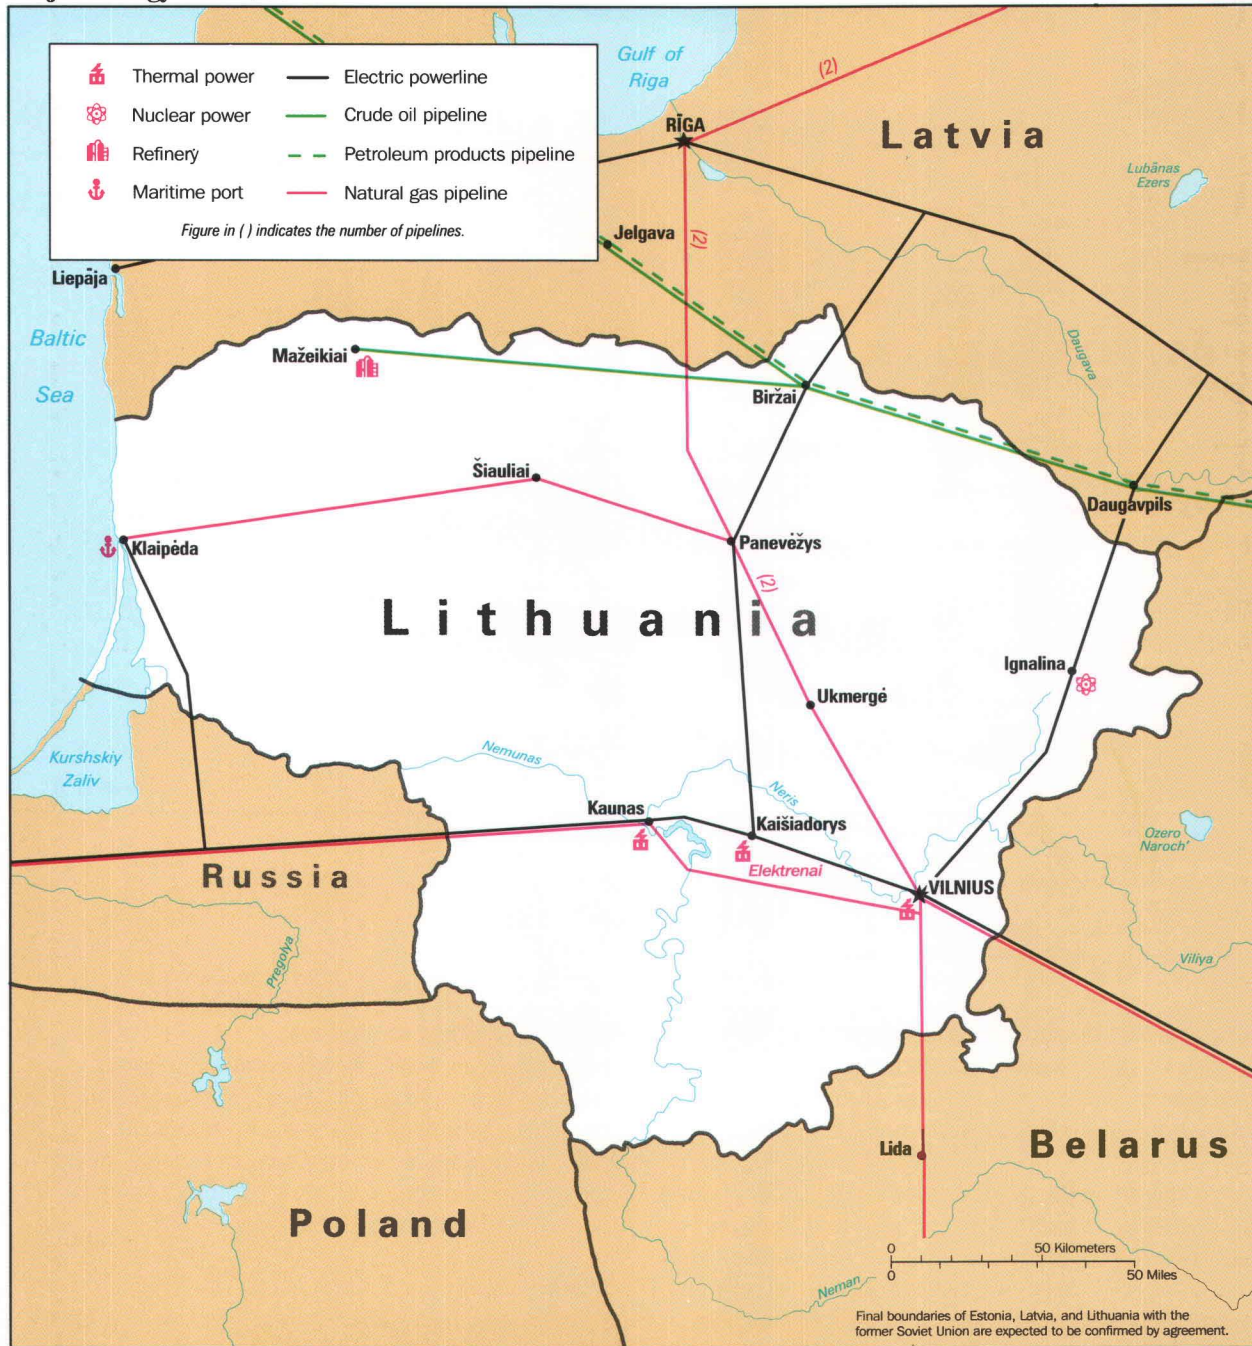 Thermal power
Electric powerline
Nuclear power
Crude oil pipeline
Refinery
Petroleum products pipeline
Maritime port
Natural gas pipeline
Figure in ( ) indicates the number of pipelines.
Gulf of
Riga
(2)
RĪGA
Latvia
Lubānas
Ezers
Jelgava
(2)
Liepāja
Baltic
Sea
Daugava
Mažeikiai
Biržai
Šiauliai
Daugavpils
Klaipėda
Panevėžys
(2)
Lithuania
Ignalina
Ukmergė
Kurshskiy
Zaliv
Nemunas
Neris
Kaunas
Kaišiadorys
Ozero
Naroch'
Elektrenai
Russia
VILNIUS
Pregolya
Viliya
Lida
Belarus
Poland
0 50 Kilometers
0 50 Miles
Neman
Final boundaries of Estonia, Latvia, and Lithuania with the
former Soviet Union are expected to be confirmed by agreement.